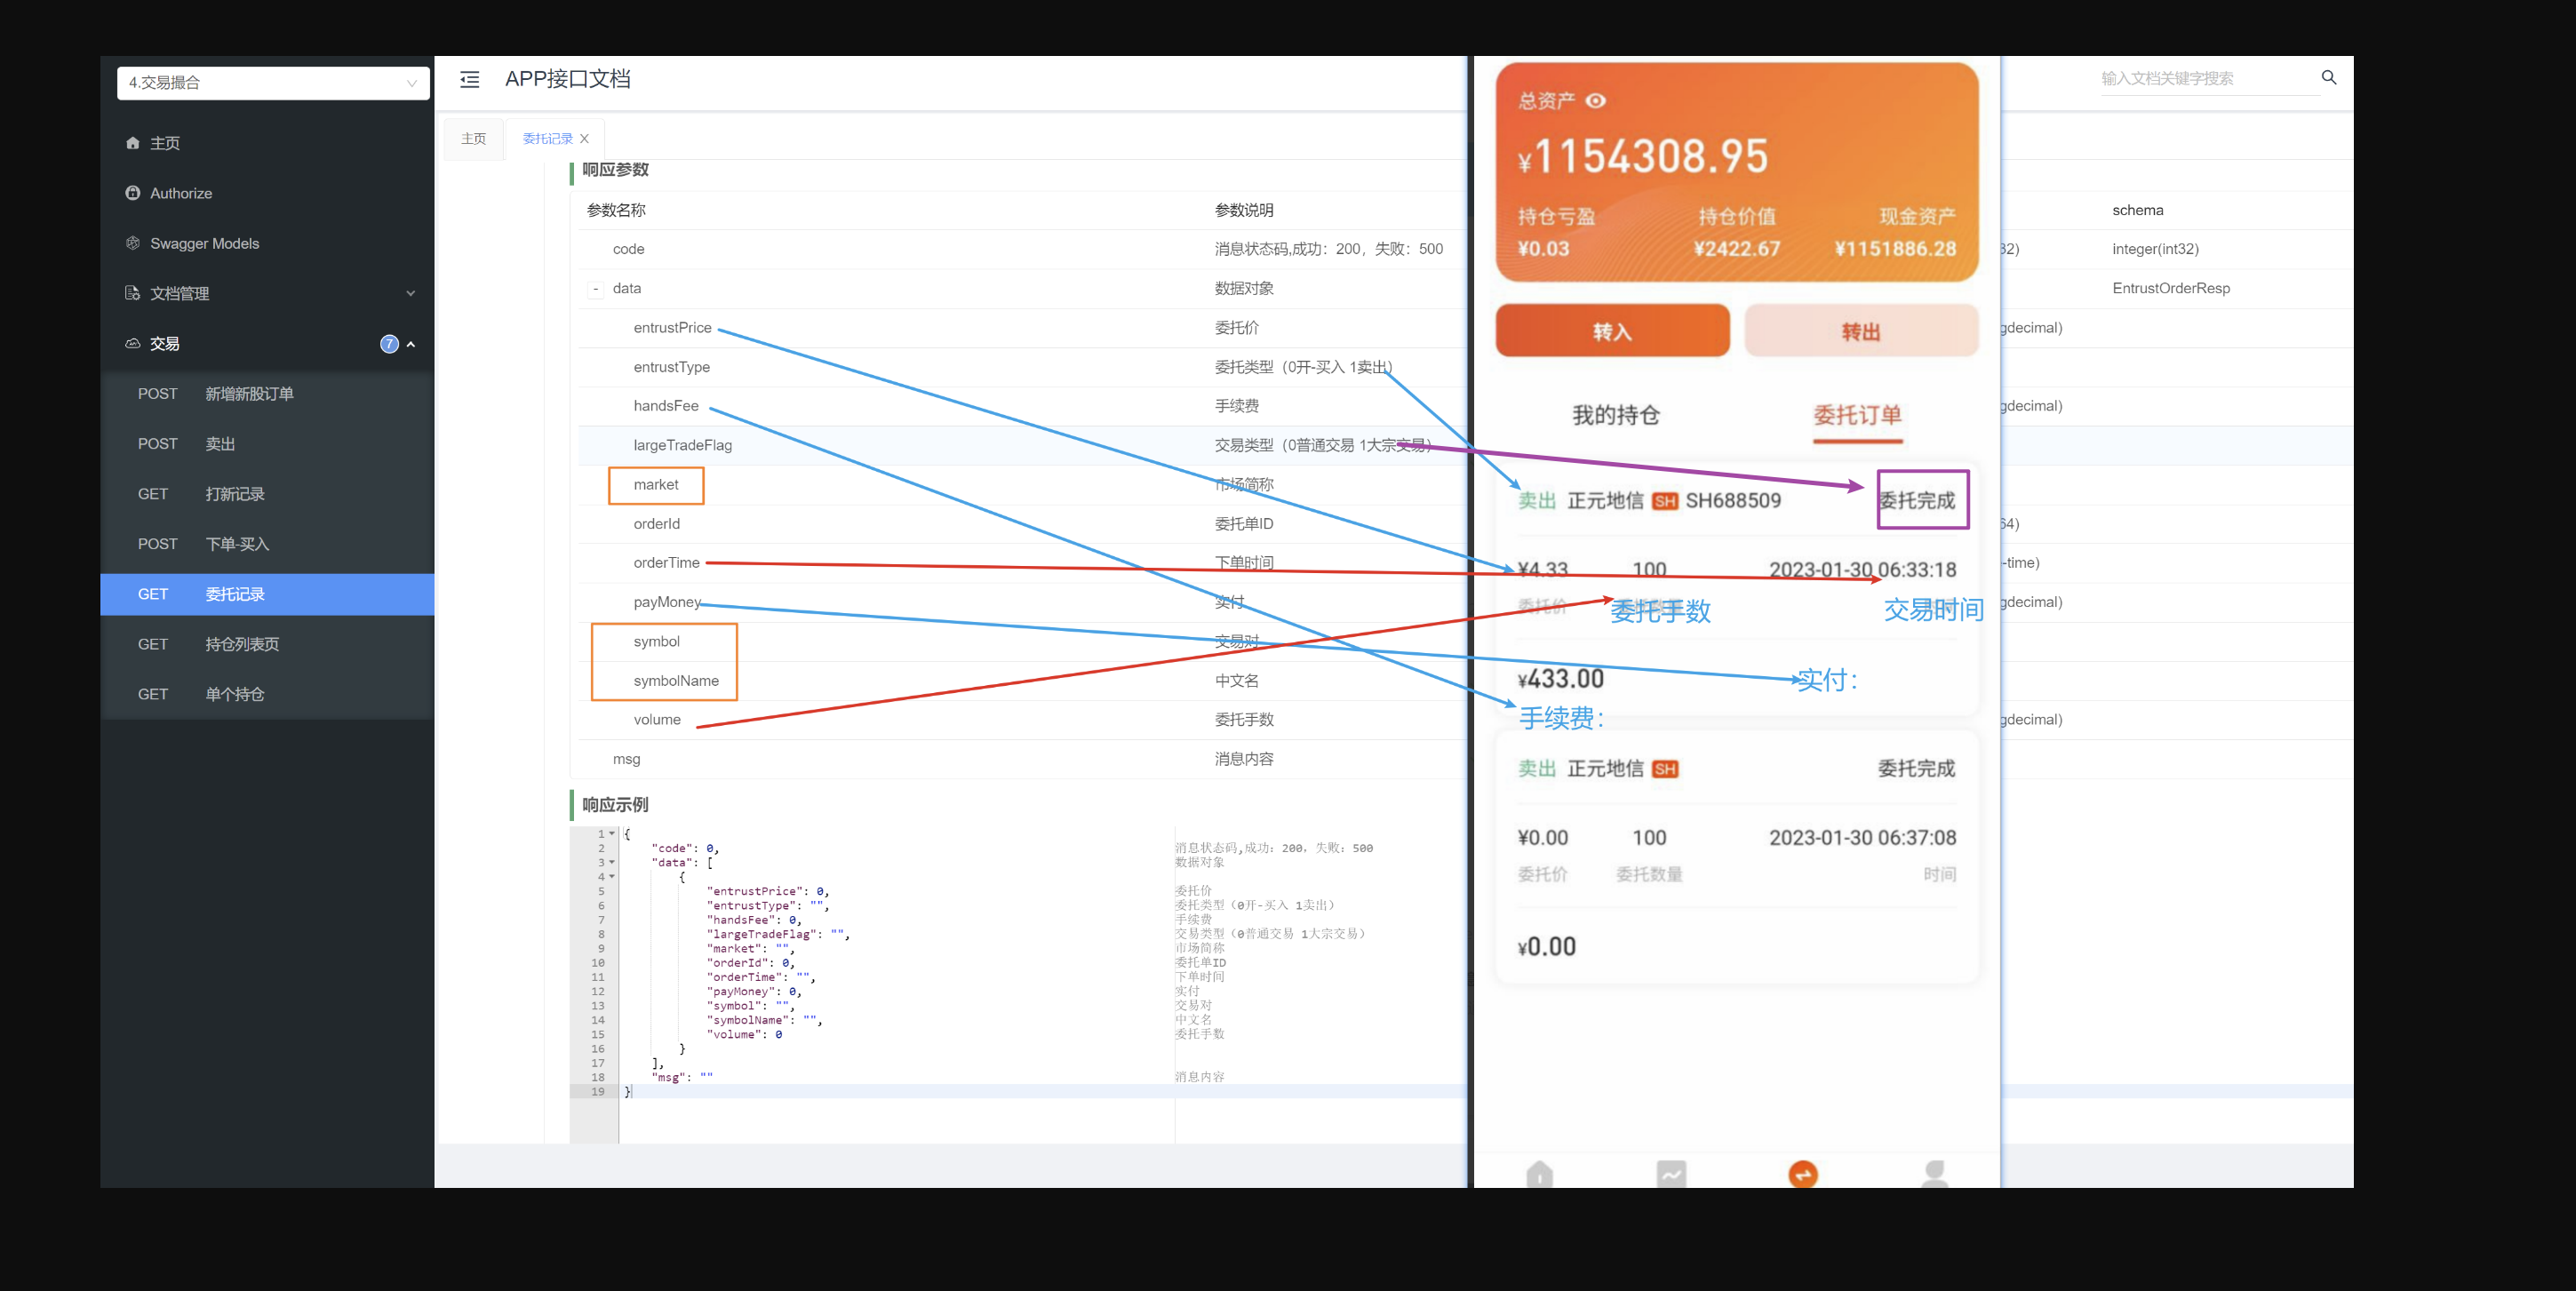 4.交易撮合
主页
Authorize
Swagger Models
文档管理
交易 7
POST 新增新股订单
POST 卖出
GET 打新记录
POST 下单-买入
GET 委托记录
GET 持仓列表页
GET 单个持仓
APP接口文档
输入文档关键字搜索
主页 委托记录 X
响应参数
参数名称 参数说明 schema
code 消息状态码,成功：200，失败：500 32) integer(int32)
- data 数据对象 EntrustOrderResp
entrustPrice 委托价 gdecimal)
entrustType 委托类型（0开-买入 1卖出）
handsFee 手续费 gdecimal)
largeTradeFlag 交易类型（0普通交易 1大宗交易）
market 市场简称
orderId 委托单ID 64)
orderTime 下单时间 -time)
payMoney 实付 gdecimal)
symbol 交易对
symbolName 中文名
volume 委托手数 gdecimal)
msg 消息内容
响应示例
1 {
2 "code": 0, 消息状态码,成功：200，失败：500
3 "data": [ 数据对象
4 {
5 "entrustPrice": 0, 委托价
6 "entrustType": "", 委托类型（0开-买入 1卖出）
7 "handsFee": 0, 手续费
8 "largeTradeFlag": "", 交易类型（0普通交易 1大宗交易）
9 "market": "", 市场简称
10 "orderId": 0, 委托单ID
11 "orderTime": "", 下单时间
12 "payMoney": 0, 实付
13 "symbol": "", 交易对
14 "symbolName": "", 中文名
15 "volume": 0 委托手数
16 }
17 ],
18 "msg": "" 消息内容
19 }
总资产
¥1154308.95
持仓亏盈 持仓价值 现金资产
¥0.03 ¥2422.67 ¥1151886.28
转入 转出
我的持仓 委托订单
卖出 正元地信 SH SH688509 委托完成
¥4.33 100 2023-01-30 06:33:18
委托价 委托手数 交易时间
¥433.00 实付：
手续费：
卖出 正元地信 SH 委托完成
¥0.00 100 2023-01-30 06:37:08
委托价 委托数量 时间
¥0.00